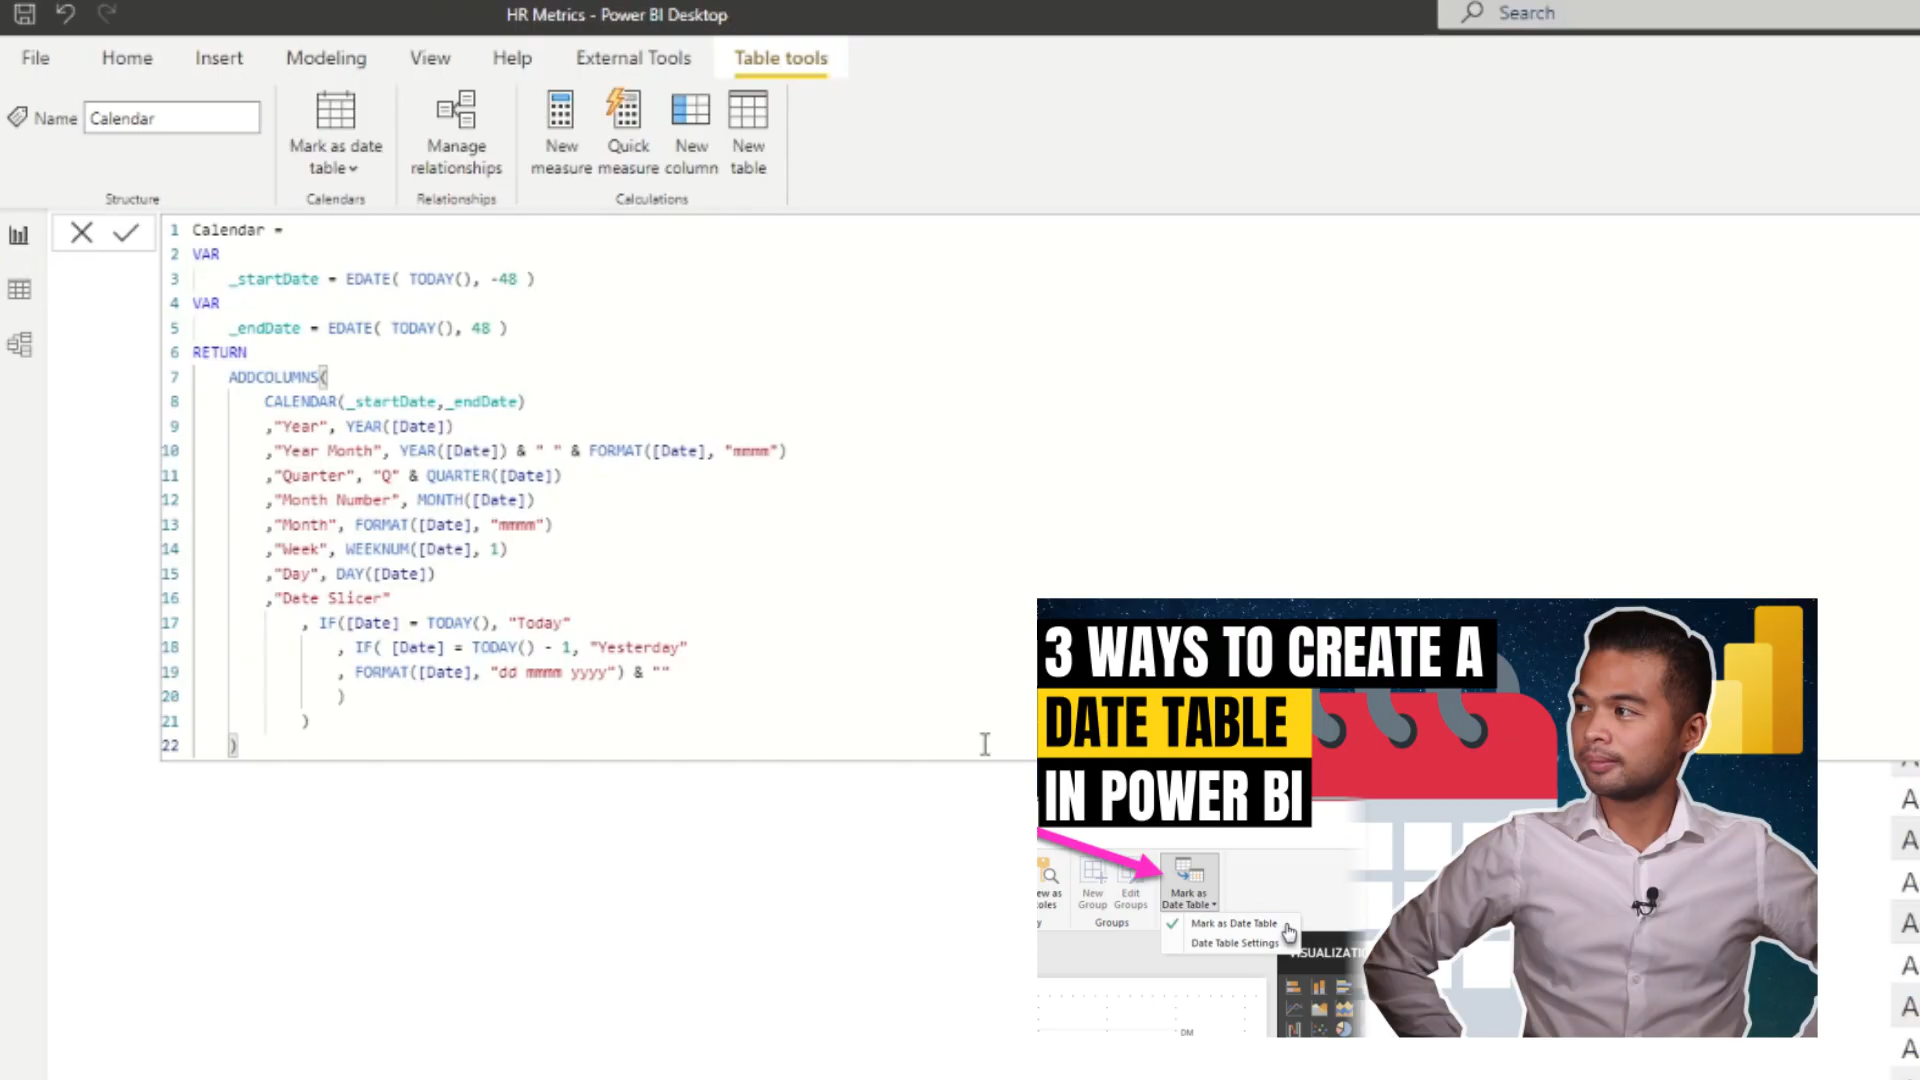 HR Metrics - Power BI Desktop
Search
File Home Insert Modeling View Help External Tools Table tools
Name Calendar
Mark as date table
Manage relationships
New measure
Quick measure
New column
New table
Structure
Calendars
Relationships
Calculations
1 Calendar =
2 VAR
3 _startDate = EDATE( TODAY(), -48 )
4 VAR
5 _endDate = EDATE( TODAY(), 48 )
6 RETURN
7 ADDCOLUMNS(
8 CALENDAR(_startDate,_endDate)
9 ,"Year", YEAR([Date])
10 ,"Year Month", YEAR([Date]) & " " & FORMAT([Date], "mmmm")
11 ,"Quarter", "Q" & QUARTER([Date])
12 ,"Month Number", MONTH([Date])
13 ,"Month", FORMAT([Date], "mmmm")
14 ,"Week", WEEKNUM([Date], 1)
15 ,"Day", DAY([Date])
16 ,"Date Slicer"
17 , IF([Date] = TODAY(), "Today"
18 , IF( [Date] = TODAY() - 1, "Yesterday"
19 , FORMAT([Date], "dd mmmm yyyy") & ""
20 )
21 )
22 )
3 WAYS TO CREATE A
DATE TABLE
IN POWER BI
New Group
Edit Groups
Mark as Date Table
Groups
Mark as Date Table
Date Table Settings
DM